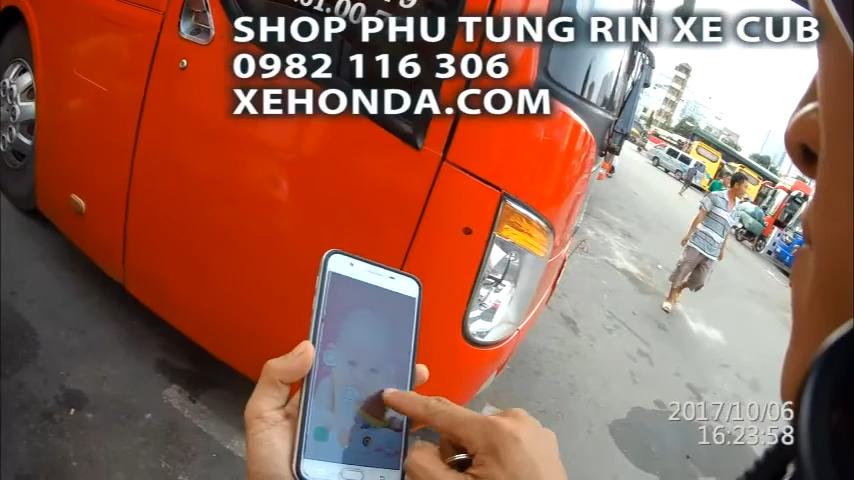 SHOP PHU TUNG RIN XE CUB
0982 116 306
XEHONDA.COM
2017/10/06
16:23:58